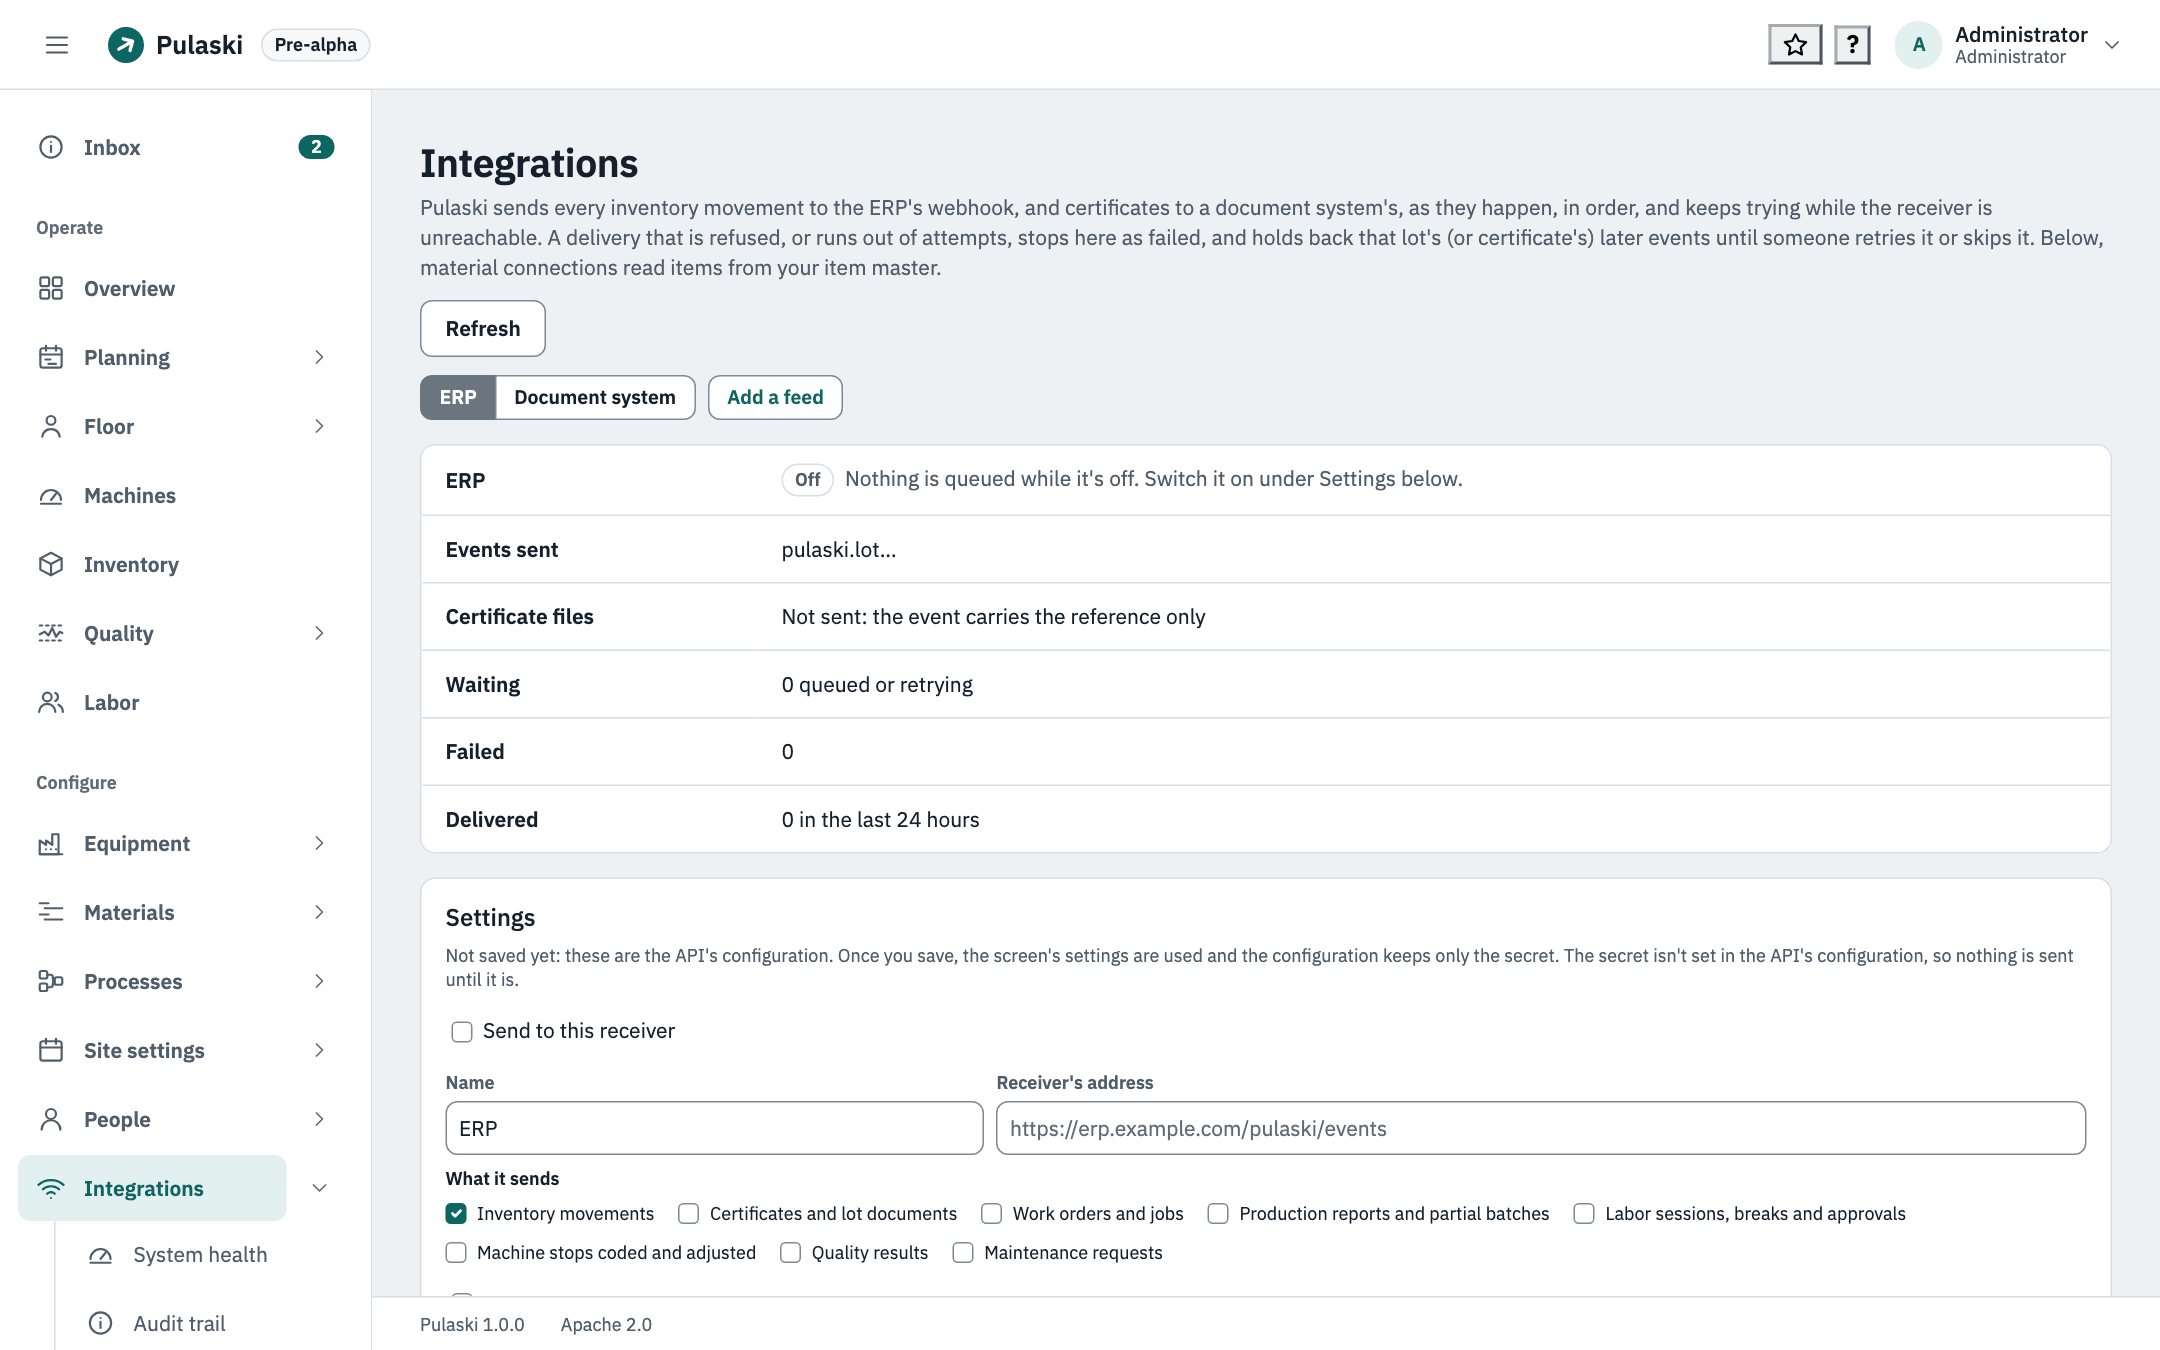 Pulaski
Pre-alpha
?
A
Administrator
Administrator
Inbox
2
Operate
Overview
Planning
Floor
Machines
Inventory
Quality
Labor
Configure
Equipment
Materials
Processes
Site settings
People
Integrations
System health
Audit trail
Integrations
Pulaski sends every inventory movement to the ERP's webhook, and certificates to a document system's, as they happen, in order, and keeps trying while the receiver is
unreachable. A delivery that is refused, or runs out of attempts, stops here as failed, and holds back that lot's (or certificate's) later events until someone retries it or skips it. Below,
material connections read items from your item master.
Refresh
ERP
Document system
Add a feed
ERP
Off
Nothing is queued while it's off. Switch it on under Settings below.
Events sent
pulaski.lot...
Certificate files
Not sent: the event carries the reference only
Waiting
0 queued or retrying
Failed
0
Delivered
0 in the last 24 hours
Settings
Not saved yet: these are the API's configuration. Once you save, the screen's settings are used and the configuration keeps only the secret. The secret isn't set in the API's configuration, so nothing is sent
until it is.
Send to this receiver
Name
Receiver's address
ERP
https://erp.example.com/pulaski/events
What it sends
Inventory movements
Certificates and lot documents
Work orders and jobs
Production reports and partial batches
Labor sessions, breaks and approvals
Machine stops coded and adjusted
Quality results
Maintenance requests
Pulaski 1.0.0
Apache 2.0